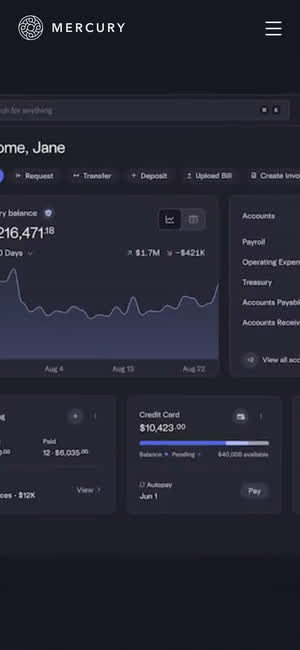 MERCURY
ch for anything
⌘ K
ome, Jane
Request
Transfer
Deposit
Upload Bill
Create Invo
ry balance
216,471.18
0 Days
$1.7M
−$421K
Aug 4
Aug 13
Aug 22
Accounts
Payroll
Operating Expen
Treasury
Accounts Payab
Accounts Receiv
View all acc
Paid
12 · $6,035.00
ces · $12K
View
Credit Card
$10,423.00
Balance
Pending
$40,000 available
Autopay
Jun 1
Pay